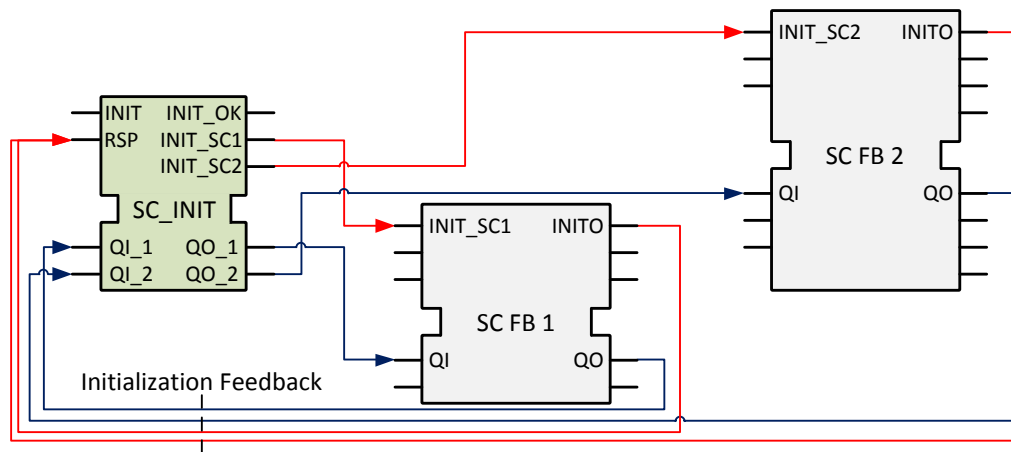 INIT_SC2 INITO
SC FB 2
QI QO
INIT INIT_OK
RSP INIT_SC1
INIT_SC2
SC_INIT
QI_1 QO_1
QI_2 QO_2
INIT_SC1 INITO
SC FB 1
QI QO
Initialization Feedback